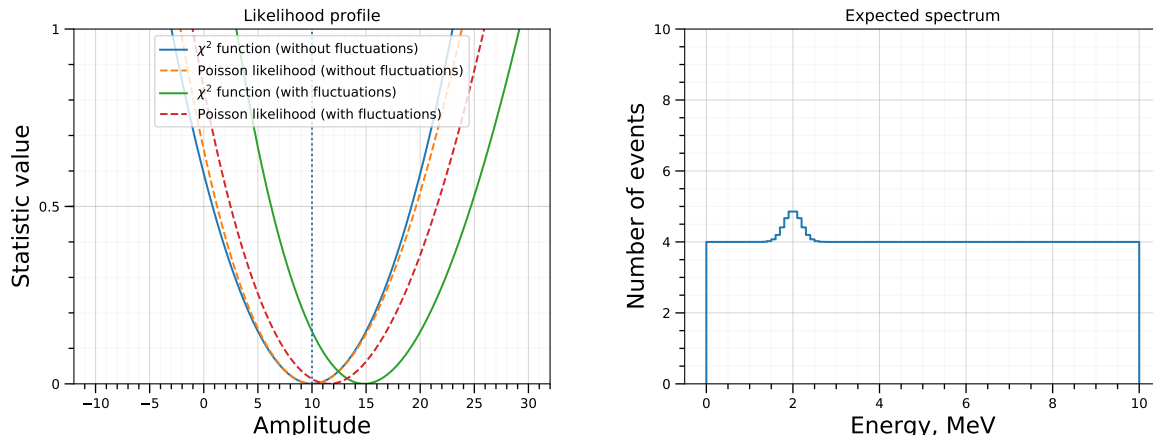 Likelihood profile
1
0.5
0
Statistic value
χ² function (without fluctuations)
Poisson likelihood (without fluctuations)
χ² function (with fluctuations)
Poisson likelihood (with fluctuations)
−10 −5 0 5 10 15 20 25 30
Amplitude
Expected spectrum
10
8
6
4
2
0
Number of events
0 2 4 6 8 10
Energy, MeV